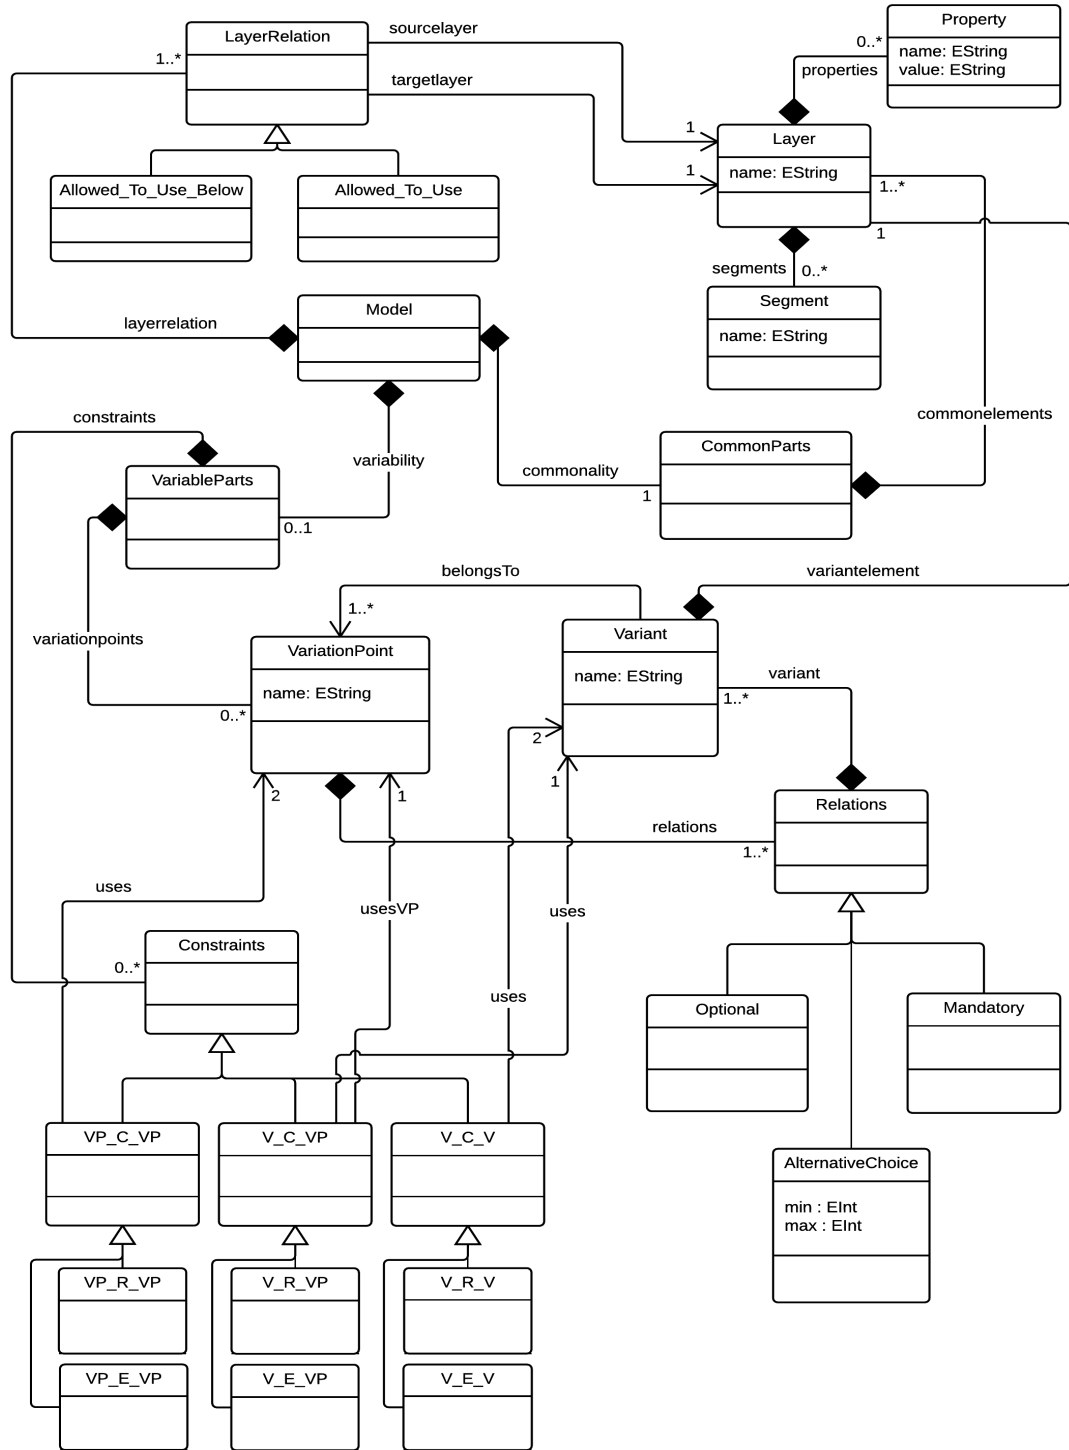 Property
name: EString
value: EString
0..*
properties
LayerRelation
1..*
sourcelayer
targetlayer
1
1
Layer
name: EString
1..*
1
Allowed_To_Use_Below
Allowed_To_Use
segments
0..*
Segment
name: EString
layerrelation
Model
commonelements
constraints
variability
commonality
1
CommonParts
VariableParts
0..1
belongsTo
variantelement
1..*
variationpoints
VariationPoint
name: EString
0..*
Variant
name: EString
variant
1..*
2
1
2
1
Relations
relations
1..*
uses
usesVP
uses
uses
Constraints
0..*
Optional
Mandatory
AlternativeChoice
min : EInt
max : EInt
VP_C_VP
V_C_VP
V_C_V
VP_R_VP
V_R_VP
V_R_V
VP_E_VP
V_E_VP
V_E_V